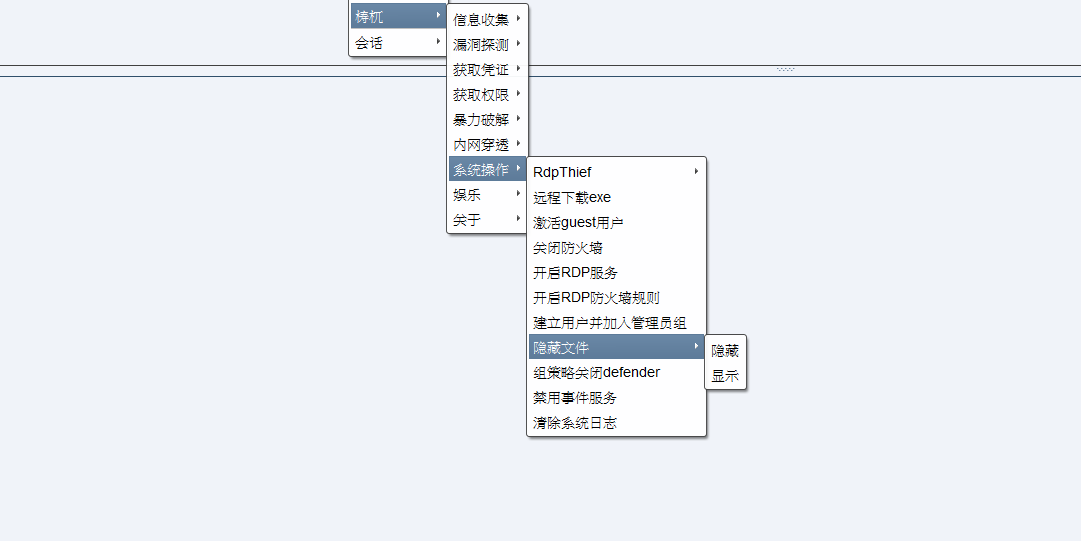 梼杌
会话
信息收集
漏洞探测
获取凭证
获取权限
暴力破解
内网穿透
系统操作
娱乐
关于
RdpThief
远程下载exe
激活guest用户
关闭防火墙
开启RDP服务
开启RDP防火墙规则
建立用户并加入管理员组
隐藏文件
组策略关闭defender
禁用事件服务
清除系统日志
隐藏
显示